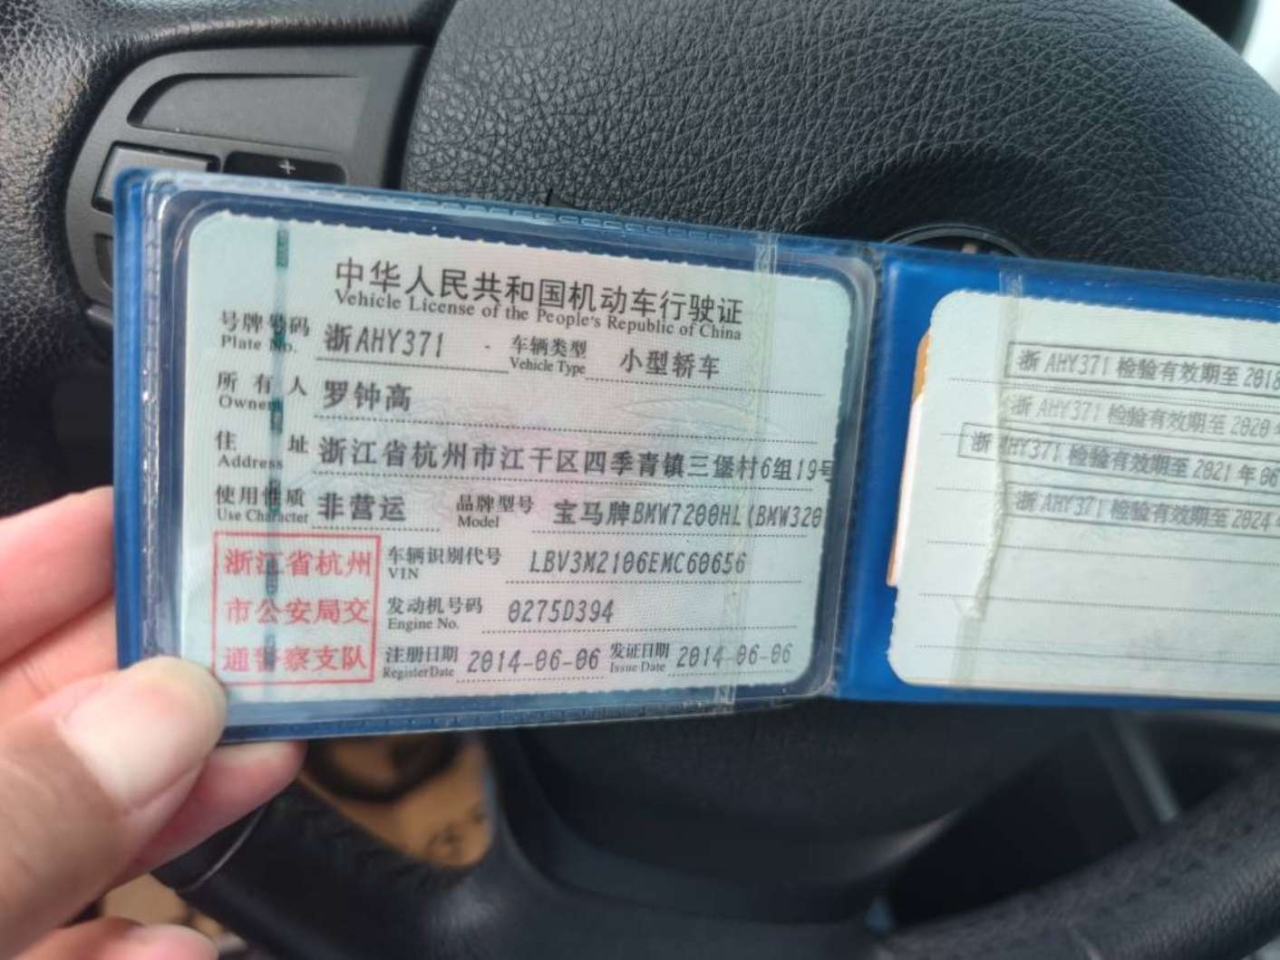 中华人民共和国机动车行驶证
Vehicle License of the People's Republic of China
号牌号码 浙AHY371 车辆类型 小型轿车
Plate No. Vehicle Type
所有人 罗钟高
Owner
住址 浙江省杭州市江干区四季青镇三堡村6组19号
Address
使用性质 非营运 品牌型号 宝马牌BMW7200HL(BMW320
Use Character Model
浙江省杭州
市公安局交
通警察支队
车辆识别代号 LBV3M2106EMC60656
VIN
发动机号码 0275D394
Engine No.
注册日期 2014-06-06 发证日期 2014-06-06
Register Date Issue Date
浙AHY371检验有效期至2018
浙AHY371检验有效期至2020年
浙AHY371检验有效期至2021年06
浙AHY371检验有效期至2024
+